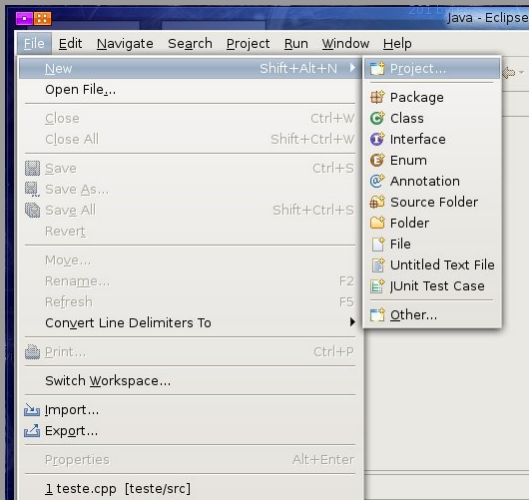 Java - Eclipse
File Edit Navigate Search Project Run Window Help
New Shift+Alt+N
Open File...
Close Ctrl+W
Close All Shift+Ctrl+W
Save Ctrl+S
Save As...
Save All Shift+Ctrl+S
Revert
Move...
Rename... F2
Refresh F5
Convert Line Delimiters To
Print... Ctrl+P
Switch Workspace...
Import...
Export...
Properties Alt+Enter
1 teste.cpp [teste/src]
Project...
Package
Class
Interface
Enum
Annotation
Source Folder
Folder
File
Untitled Text File
JUnit Test Case
Other...